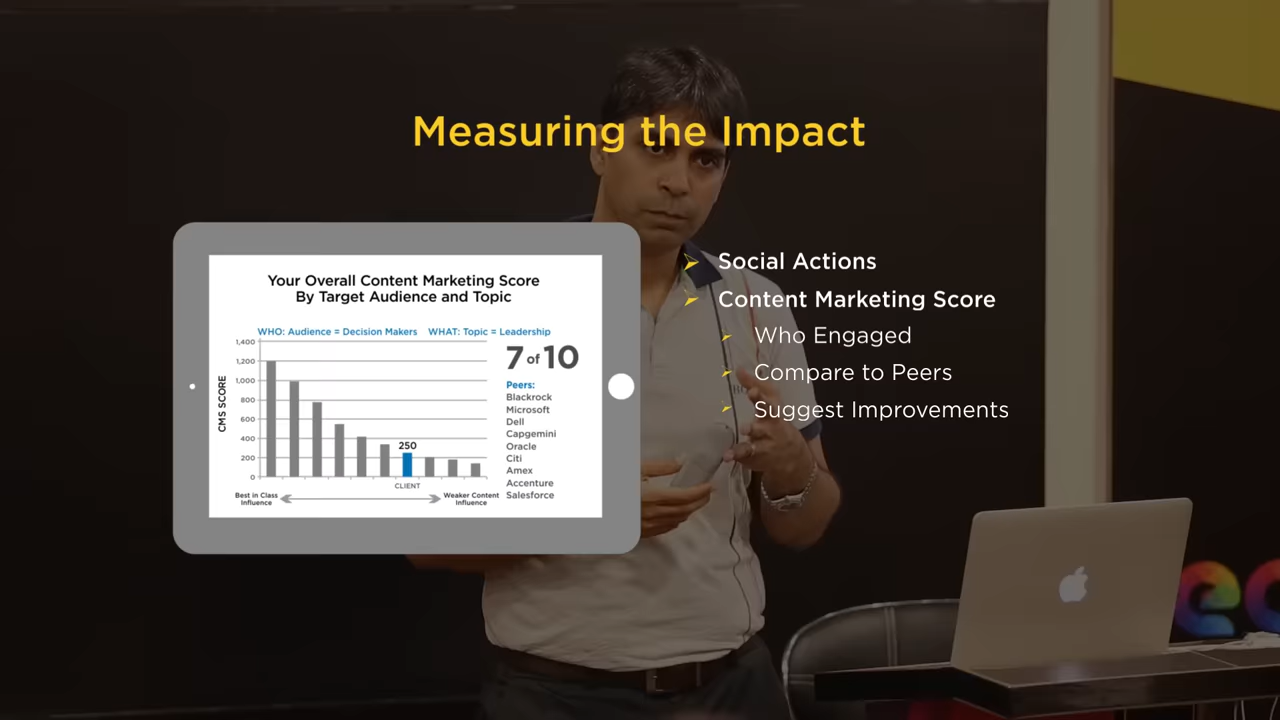 Measuring the Impact
Your Overall Content Marketing Score
By Target Audience and Topic
WHO: Audience = Decision Makers WHAT: Topic = Leadership
CMS SCORE
1,400
1,200
1,000
800
600
400
200
0
250
CLIENT
Best in Class
Influence
Weaker Content
Influence
7 of 10
Peers:
Blackrock
Microsoft
Dell
Capgemini
Oracle
Citi
Amex
Accenture
Salesforce
Social Actions
Content Marketing Score
Who Engaged
Compare to Peers
Suggest Improvements